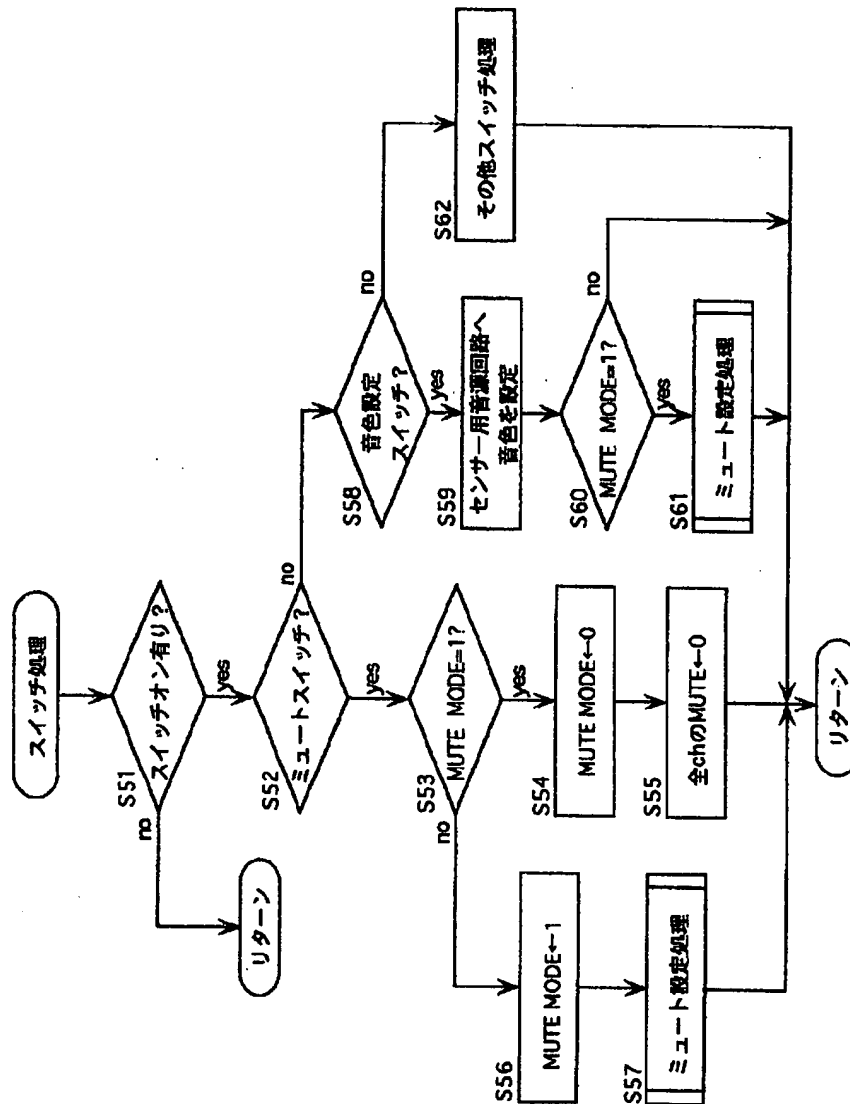 スイッチ処理
S51
スイッチオン有り?
no
yes
リターン
S52
ミュートスイッチ?
no
yes
S53
MUTE MODE=1?
no
yes
S54
MUTE MODE←0
S55
全chのMUTE←0
S56
MUTE MODE←1
S57
ミュート設定処理
S58
音色設定
スイッチ?
no
yes
S59
センサー用音源回路へ
音色を設定
S60
MUTE MODE=1?
no
yes
S61
ミュート設定処理
S62
その他スイッチ処理
リターン